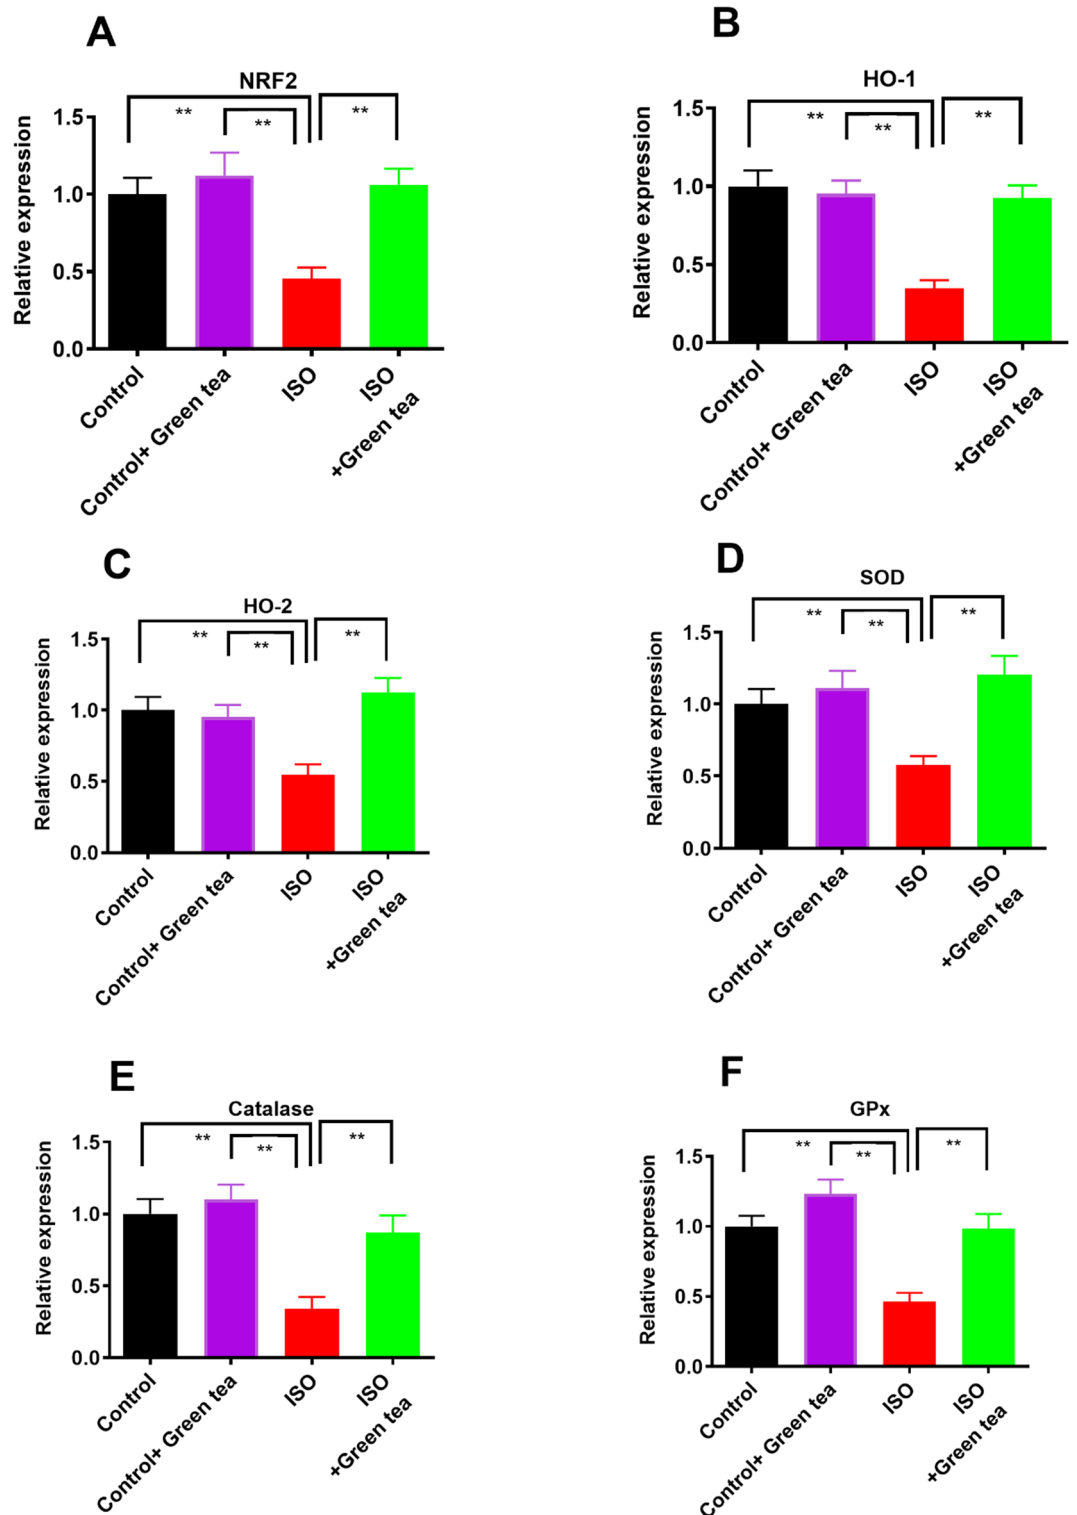 A
NRF2
** ** **
Relative expression
1.5
1.0
0.5
0.0
Control
Control+ Green tea
ISO
ISO
+Green tea
B
HO-1
** ** **
Relative expression
1.5
1.0
0.5
0.0
Control
Control+ Green tea
ISO
ISO
+Green tea
C
HO-2
** ** **
Relative expression
1.5
1.0
0.5
0.0
Control
Control+ Green tea
ISO
ISO
+Green tea
D
SOD
** ** **
Relative expression
1.5
1.0
0.5
0.0
Control
Control+ Green tea
ISO
ISO
+Green tea
E
Catalase
** ** **
Relative expression
1.5
1.0
0.5
0.0
Control
Control+ Green tea
ISO
ISO
+Green tea
F
GPx
** ** **
Relative expression
1.5
1.0
0.5
0.0
Control
Control+ Green tea
ISO
ISO
+Green tea